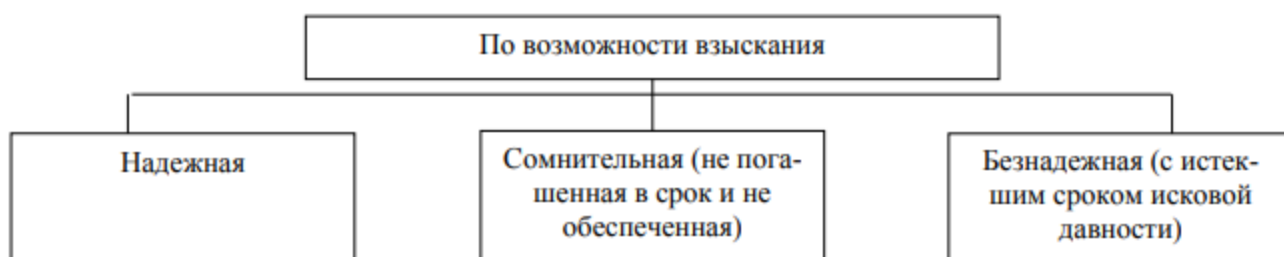 По возможности взыскания
Надежная
Сомнительная (не пога-
шенная в срок и не
обеспеченная)
Безнадежная (с истек-
шим сроком исковой
давности)